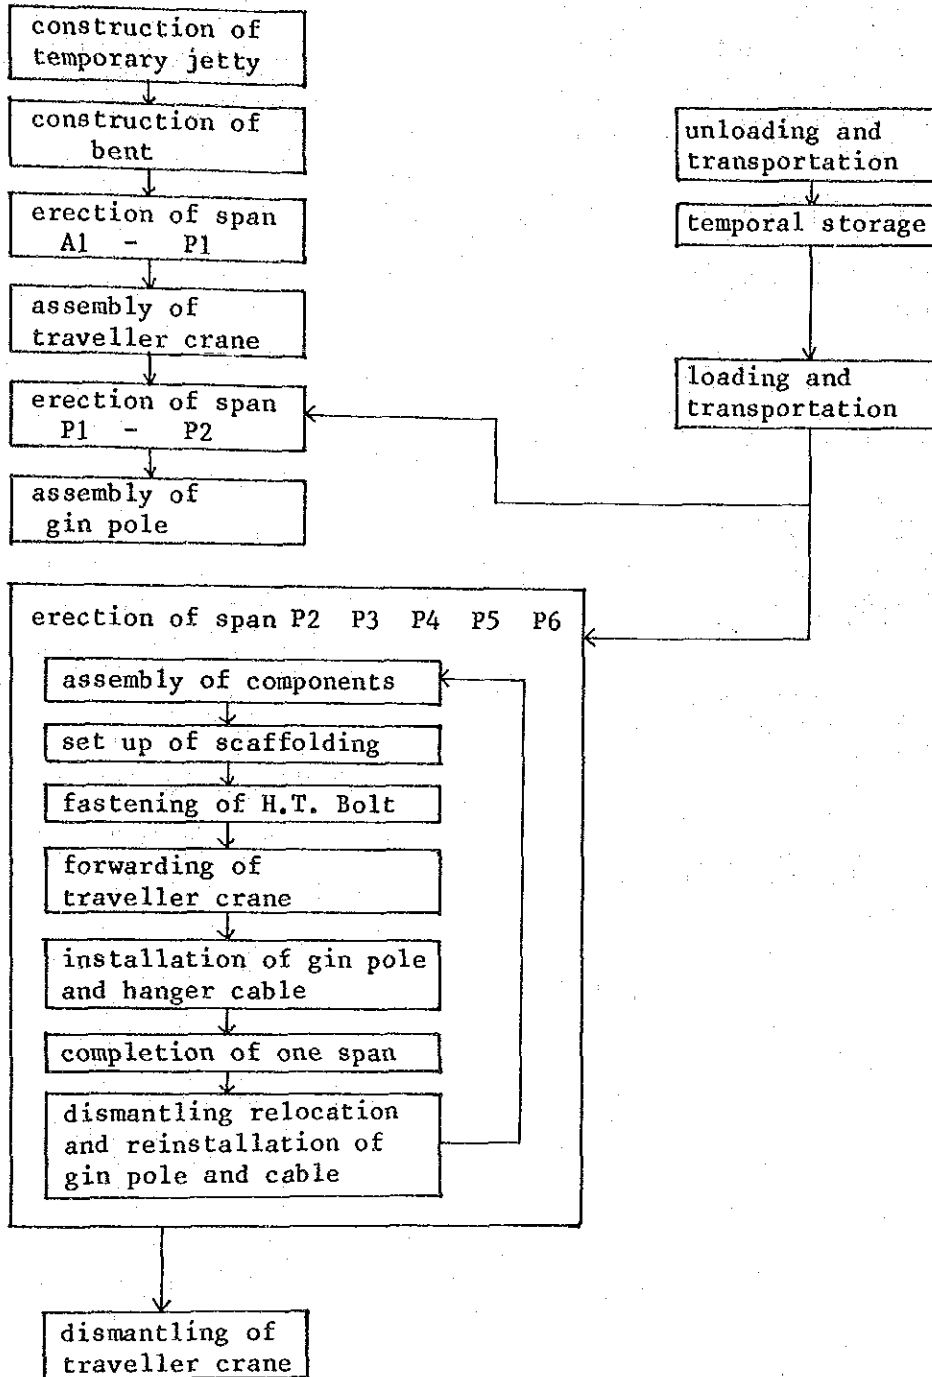 construction of
temporary jetty
construction of
bent
erection of span
A1 - P1
assembly of
traveller crane
erection of span
P1 - P2
assembly of
gin pole
unloading and
transportation
temporal storage
loading and
transportation
erection of span P2 P3 P4 P5 P6
assembly of components
set up of scaffolding
fastening of H.T. Bolt
forwarding of
traveller crane
installation of gin pole
and hanger cable
completion of one span
dismantling relocation
and reinstallation of
gin pole and cable
dismantling of
traveller crane